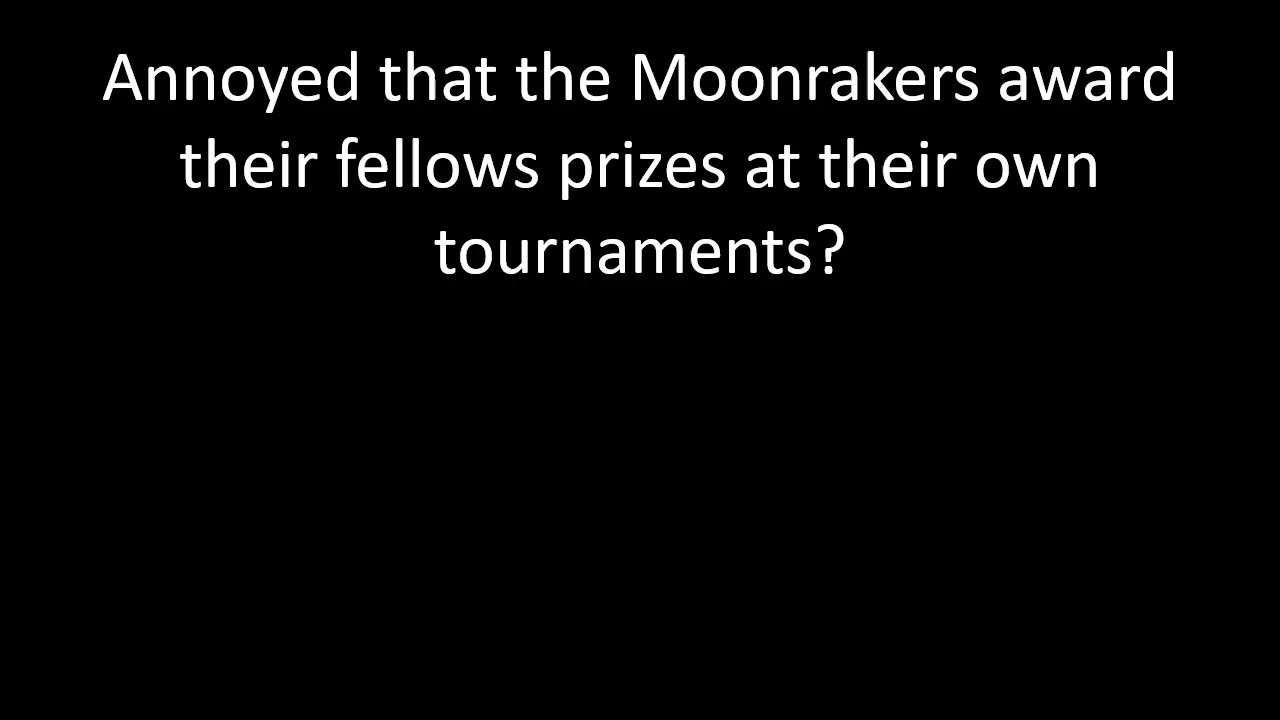 Annoyed that the Moonrakers award
their fellows prizes at their own
tournaments?